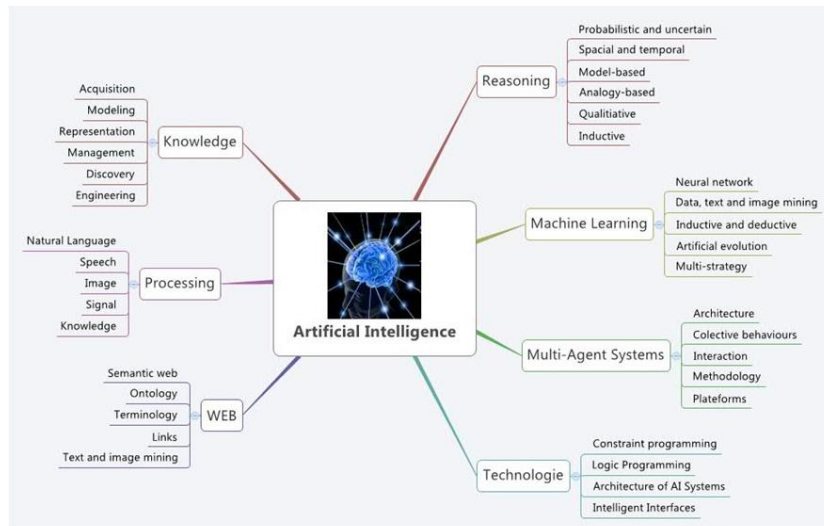 Artificial Intelligence
Knowledge
Acquisition
Modeling
Representation
Management
Discovery
Engineering
Processing
Natural Language
Speech
Image
Signal
Knowledge
WEB
Semantic web
Ontology
Terminology
Links
Text and image mining
Reasoning
Probabilistic and uncertain
Spacial and temporal
Model-based
Analogy-based
Qualitiative
Inductive
Machine Learning
Neural network
Data, text and image mining
Inductive and deductive
Artificial evolution
Multi-strategy
Multi-Agent Systems
Architecture
Colective behaviours
Interaction
Methodology
Plateforms
Technologie
Constraint programming
Logic Programming
Architecture of AI Systems
Intelligent Interfaces